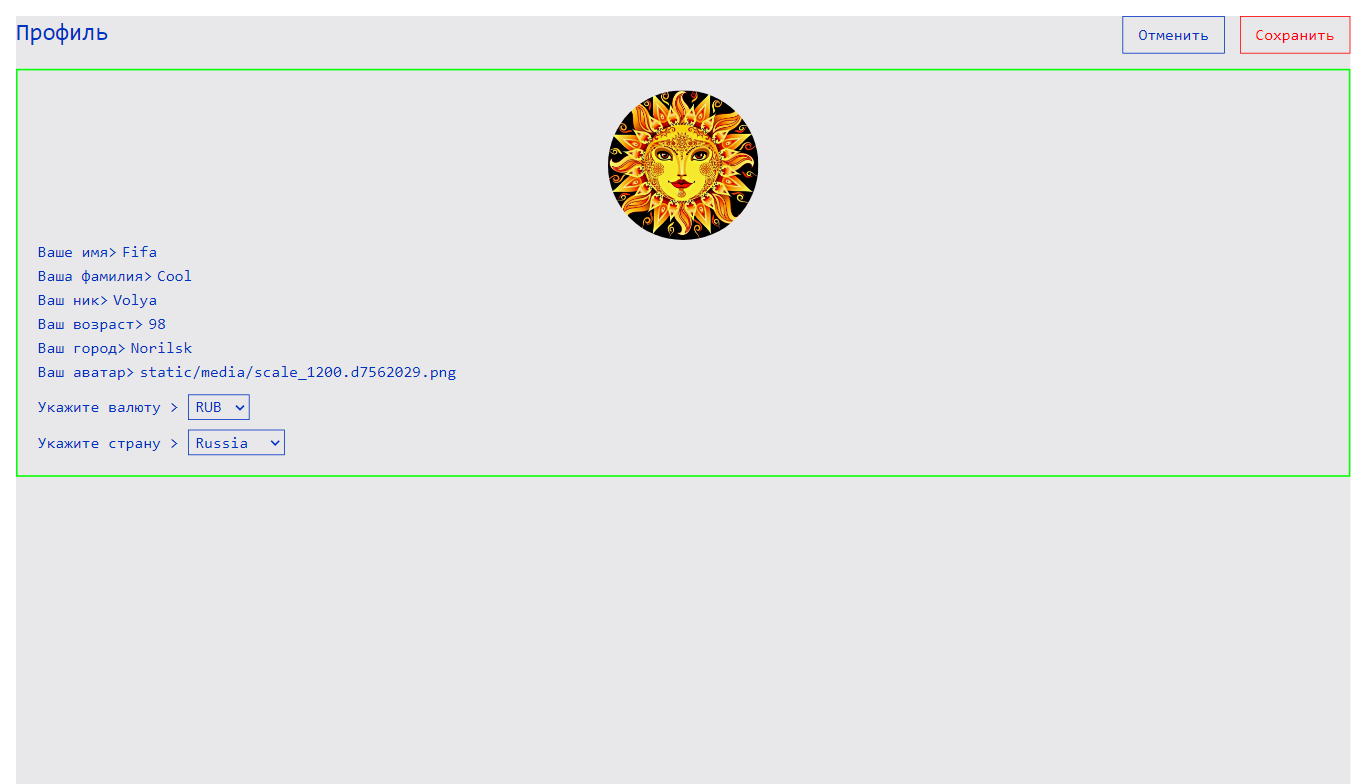 Профиль
Отменить
Сохранить
Ваше имя> Fifa
Ваша фамилия> Cool
Ваш ник> Volya
Ваш возраст> 98
Ваш город> Norilsk
Ваш аватар> static/media/scale_1200.d7562029.png
Укажите валюту > RUB
Укажите страну > Russia